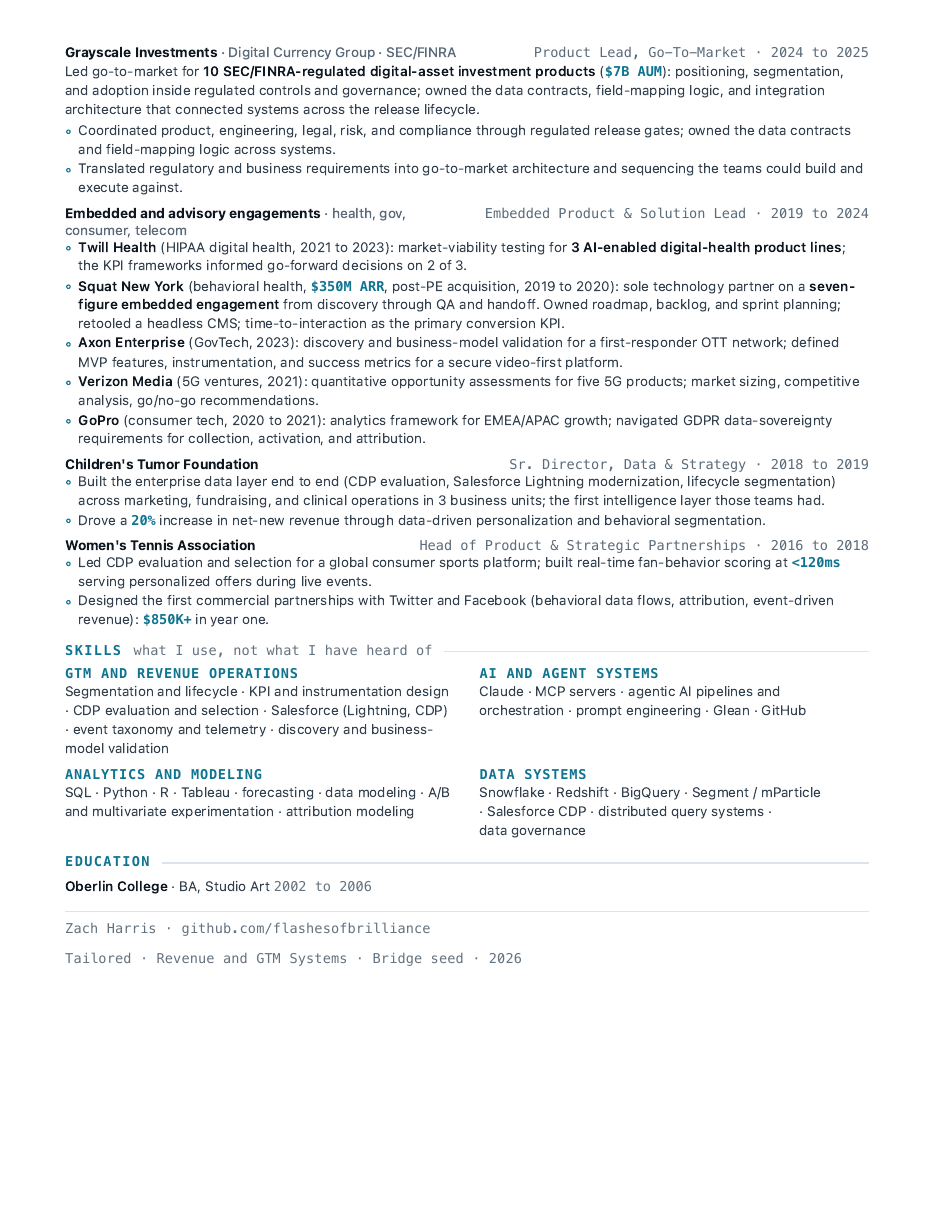 Grayscale Investments · Digital Currency Group · SEC/FINRA Product Lead, Go-To-Market · 2024 to 2025
Led go-to-market for 10 SEC/FINRA-regulated digital-asset investment products ($7B AUM): positioning, segmentation,
and adoption inside regulated controls and governance; owned the data contracts, field-mapping logic, and integration
architecture that connected systems across the release lifecycle.
∘ Coordinated product, engineering, legal, risk, and compliance through regulated release gates; owned the data contracts
and field-mapping logic across systems.
∘ Translated regulatory and business requirements into go-to-market architecture and sequencing the teams could build and
execute against.
Embedded and advisory engagements · health, gov, Embedded Product & Solution Lead · 2019 to 2024
consumer, telecom
∘ Twill Health (HIPAA digital health, 2021 to 2023): market-viability testing for 3 AI-enabled digital-health product lines;
the KPI frameworks informed go-forward decisions on 2 of 3.
∘ Squat New York (behavioral health, $350M ARR, post-PE acquisition, 2019 to 2020): sole technology partner on a seven-
figure embedded engagement from discovery through QA and handoff. Owned roadmap, backlog, and sprint planning;
retooled a headless CMS; time-to-interaction as the primary conversion KPI.
∘ Axon Enterprise (GovTech, 2023): discovery and business-model validation for a first-responder OTT network; defined
MVP features, instrumentation, and success metrics for a secure video-first platform.
∘ Verizon Media (5G ventures, 2021): quantitative opportunity assessments for five 5G products; market sizing, competitive
analysis, go/no-go recommendations.
∘ GoPro (consumer tech, 2020 to 2021): analytics framework for EMEA/APAC growth; navigated GDPR data-sovereignty
requirements for collection, activation, and attribution.
Children's Tumor Foundation Sr. Director, Data & Strategy · 2018 to 2019
∘ Built the enterprise data layer end to end (CDP evaluation, Salesforce Lightning modernization, lifecycle segmentation)
across marketing, fundraising, and clinical operations in 3 business units; the first intelligence layer those teams had.
∘ Drove a 20% increase in net-new revenue through data-driven personalization and behavioral segmentation.
Women's Tennis Association Head of Product & Strategic Partnerships · 2016 to 2018
∘ Led CDP evaluation and selection for a global consumer sports platform; built real-time fan-behavior scoring at <120ms
serving personalized offers during live events.
∘ Designed the first commercial partnerships with Twitter and Facebook (behavioral data flows, attribution, event-driven
revenue): $850K+ in year one.
SKILLS what I use, not what I have heard of
GTM AND REVENUE OPERATIONS
Segmentation and lifecycle · KPI and instrumentation design
· CDP evaluation and selection · Salesforce (Lightning, CDP)
· event taxonomy and telemetry · discovery and business-
model validation
AI AND AGENT SYSTEMS
Claude · MCP servers · agentic AI pipelines and
orchestration · prompt engineering · Glean · GitHub
ANALYTICS AND MODELING
SQL · Python · R · Tableau · forecasting · data modeling · A/B
and multivariate experimentation · attribution modeling
DATA SYSTEMS
Snowflake · Redshift · BigQuery · Segment / mParticle
· Salesforce CDP · distributed query systems ·
data governance
EDUCATION
Oberlin College · BA, Studio Art 2002 to 2006
Zach Harris · github.com/flashesofbrilliance
Tailored · Revenue and GTM Systems · Bridge seed · 2026